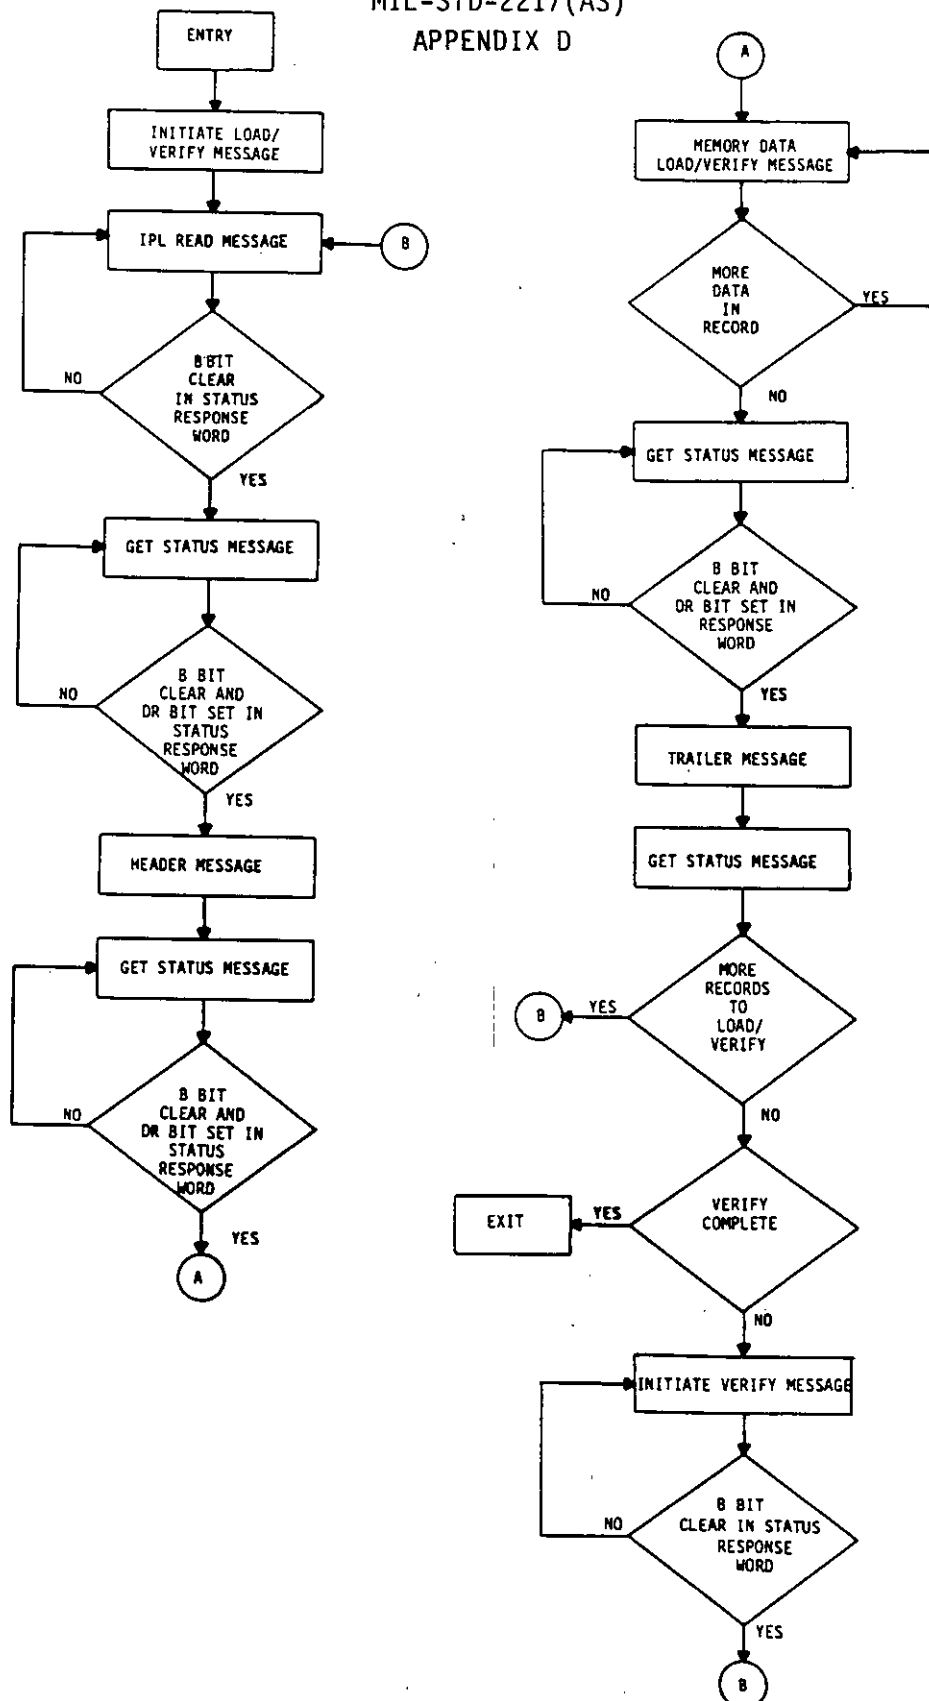 MIL-STD-2217(AS)
APPENDIX D
ENTRY
INITIATE LOAD/
VERIFY MESSAGE
IPL READ MESSAGE
B
B BIT
CLEAR
IN STATUS
RESPONSE
WORD
NO
YES
GET STATUS MESSAGE
B BIT
CLEAR AND
DR BIT SET IN
STATUS
RESPONSE
WORD
NO
YES
HEADER MESSAGE
GET STATUS MESSAGE
B BIT
CLEAR AND
DR BIT SET IN
STATUS
RESPONSE
WORD
NO
YES
A
A
MEMORY DATA
LOAD/VERIFY MESSAGE
MORE
DATA
IN
RECORD
YES
NO
GET STATUS MESSAGE
B BIT
CLEAR AND
DR BIT SET IN
RESPONSE
WORD
NO
YES
TRAILER MESSAGE
GET STATUS MESSAGE
MORE
RECORDS
TO
LOAD/
VERIFY
YES
B
NO
VERIFY
COMPLETE
YES
EXIT
NO
INITIATE VERIFY MESSAGE
B BIT
CLEAR IN STATUS
RESPONSE
WORD
NO
YES
B